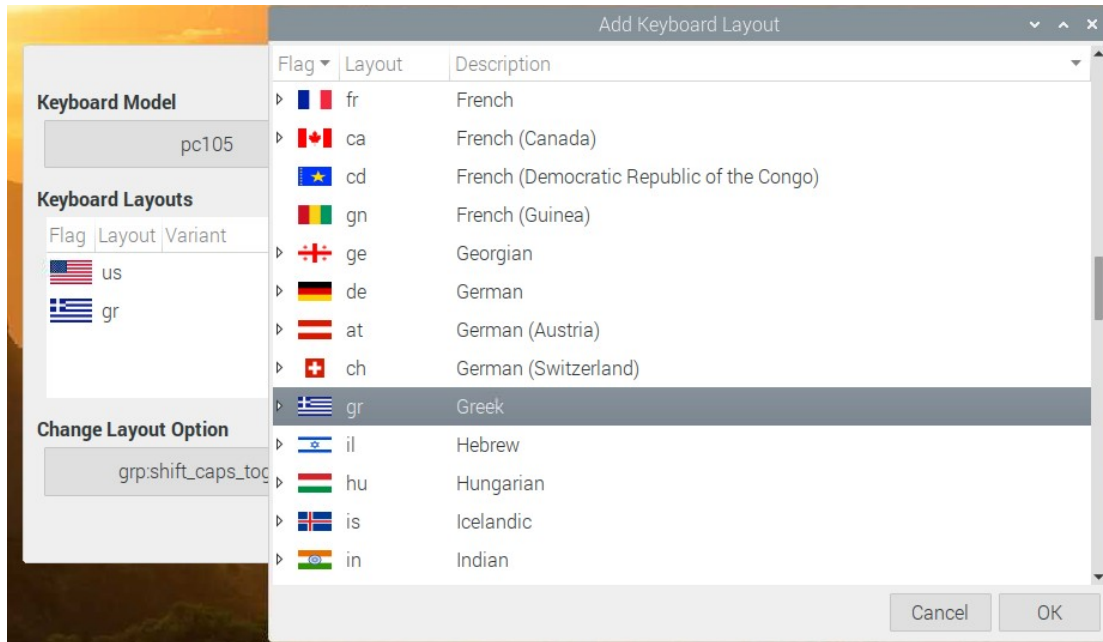 Add Keyboard Layout
Flag Layout Description
fr French
ca French (Canada)
cd French (Democratic Republic of the Congo)
gn French (Guinea)
ge Georgian
de German
at German (Austria)
ch German (Switzerland)
gr Greek
il Hebrew
hu Hungarian
is Icelandic
in Indian
Cancel OK
Keyboard Model
pc105
Keyboard Layouts
Flag Layout Variant
us
gr
Change Layout Option
grp:shift_caps_tog